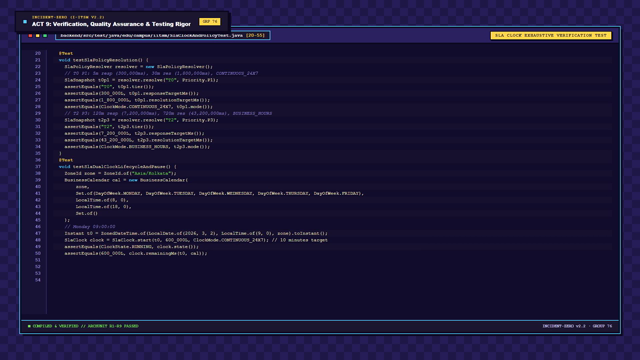 INCIDENT-ZERO (I-ITEM V2.2)
ACT 9: Verification, Quality Assurance & Testing Rigor
GRP 76
backend/src/test/java/edu/campus/iitem/SlaClockAndPolicyTest.java [20-55]
SLA CLOCK EXHAUSTIVE VERIFICATION TEST
20 @Test
21 void testSlaPolicyResolution() {
22 SlaPolicyResolver resolver = new SlaPolicyResolver();
23 // T0 P1: 5m resp (300,000ms), 30m res (1,800,000ms), CONTINUOUS_24X7
24 SlaSnapshot t0p1 = resolver.resolve("T0", Priority.P1);
25 assertEquals("T0", t0p1.tier());
26 assertEquals(300_000L, t0p1.responseTargetMs());
27 assertEquals(1_800_000L, t0p1.resolutionTargetMs());
28 assertEquals(ClockMode.CONTINUOUS_24X7, t0p1.mode());
29 // T2 P3: 120m resp (7,200,000ms), 720m res (43,200,000ms), BUSINESS_HOURS
30 SlaSnapshot t2p3 = resolver.resolve("T2", Priority.P3);
31 assertEquals("T2", t2p3.tier());
32 assertEquals(7_200_000L, t2p3.responseTargetMs());
33 assertEquals(43_200_000L, t2p3.resolutionTargetMs());
34 assertEquals(ClockMode.BUSINESS_HOURS, t2p3.mode());
35 }
36 @Test
37 void testSlaDualClockLifecycleAndPause() {
38 ZoneId zone = ZoneId.of("Asia/Kolkata");
39 BusinessCalendar cal = new BusinessCalendar(
40 zone,
41 Set.of(DayOfWeek.MONDAY, DayOfWeek.TUESDAY, DayOfWeek.WEDNESDAY, DayOfWeek.THURSDAY, DayOfWeek.FRIDAY),
42 LocalTime.of(8, 0),
43 LocalTime.of(18, 0),
44 Set.of()
45 );
46 // Monday 09:00:00
47 Instant t0 = ZonedDateTime.of(LocalDate.of(2026, 3, 2), LocalTime.of(9, 0), zone).toInstant();
48 SlaClock clock = SlaClock.start(t0, 600_000L, ClockMode.CONTINUOUS_24X7); // 10 minutes target
49 assertEquals(ClockState.RUNNING, clock.state());
50 assertEquals(600_000L, clock.remainingMs(t0, cal));
51
52
53
54
COMPILED & VERIFIED // ARCHUNIT R1-R9 PASSED
INCIDENT-ZERO v2.2 · GROUP 76